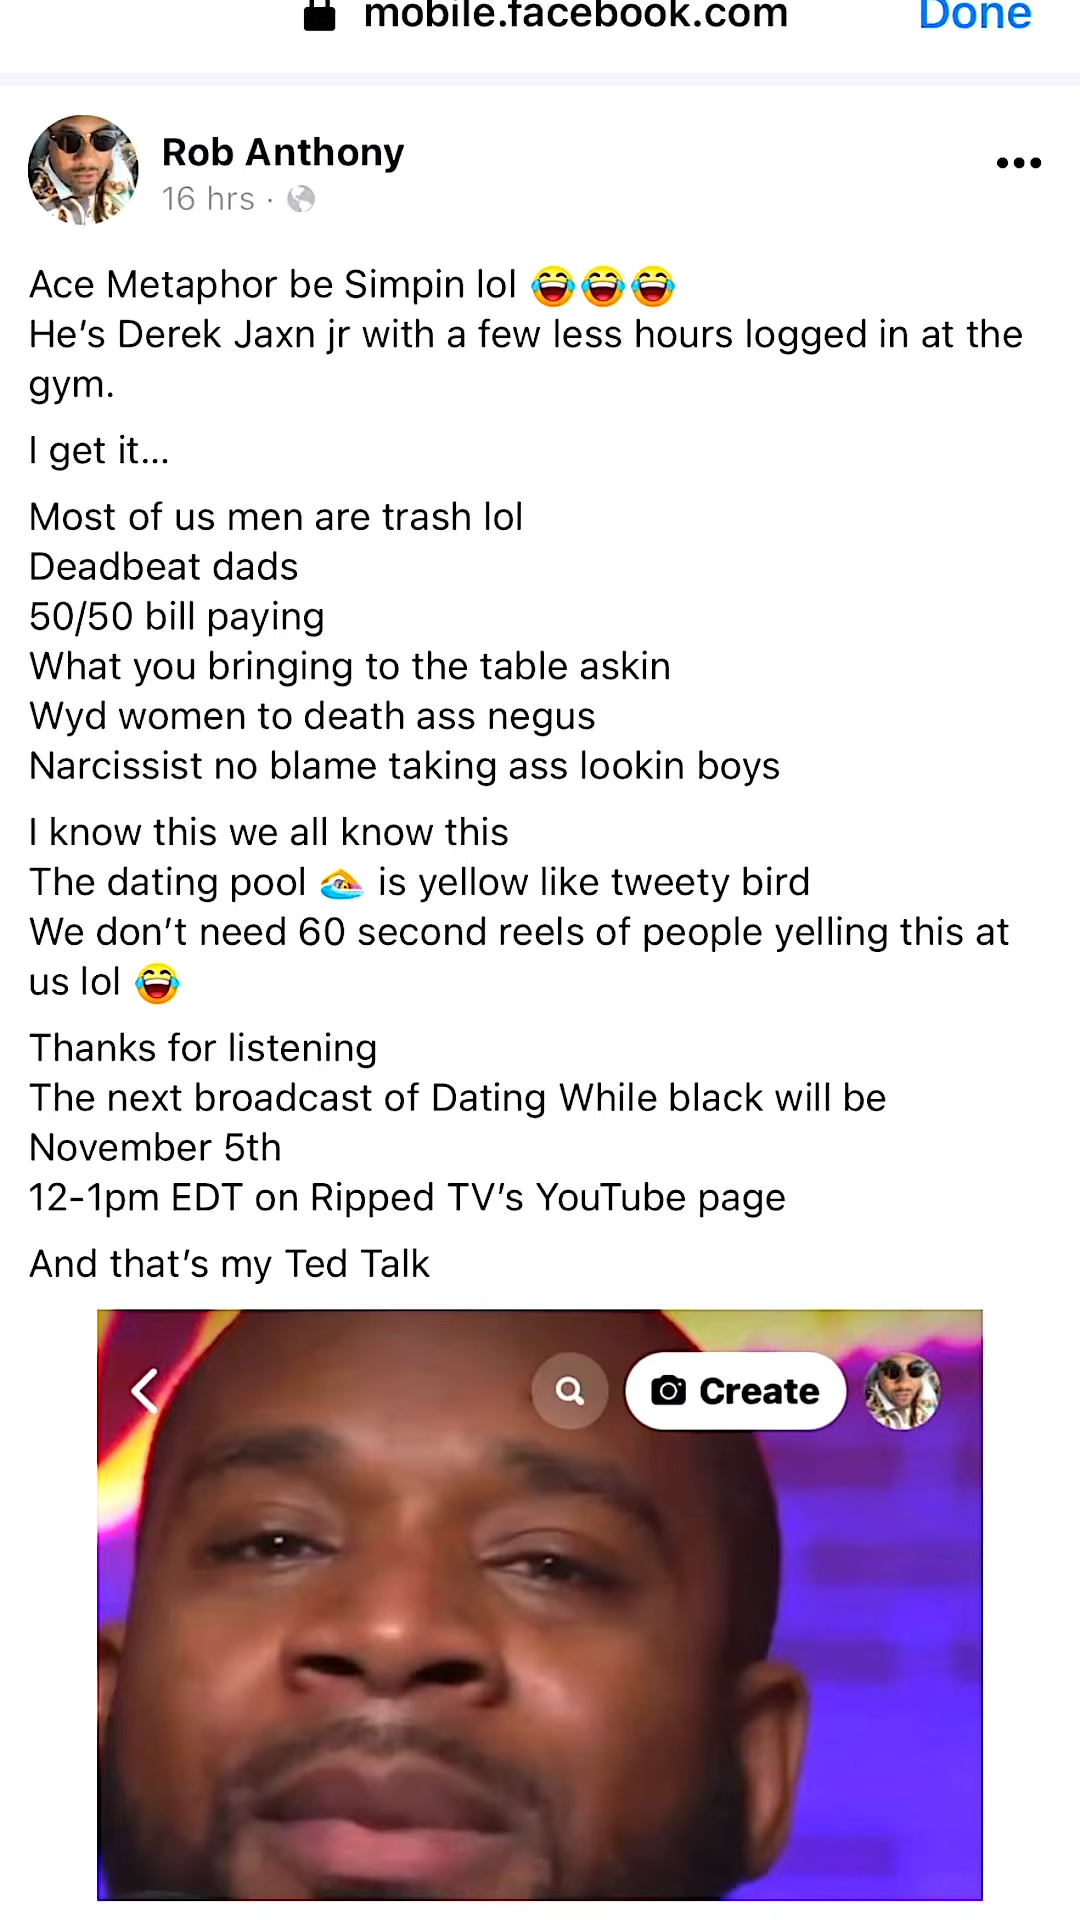 mobile.facebook.com Done
Rob Anthony
16 hrs ·
Ace Metaphor be Simpin lol 😂😂😂
He’s Derek Jaxn jr with a few less hours logged in at the
gym.
I get it...
Most of us men are trash lol
Deadbeat dads
50/50 bill paying
What you bringing to the table askin
Wyd women to death ass negus
Narcissist no blame taking ass lookin boys
I know this we all know this
The dating pool 🏊 is yellow like tweety bird
We don’t need 60 second reels of people yelling this at
us lol 😂
Thanks for listening
The next broadcast of Dating While black will be
November 5th
12-1pm EDT on Ripped TV’s YouTube page
And that’s my Ted Talk
Create